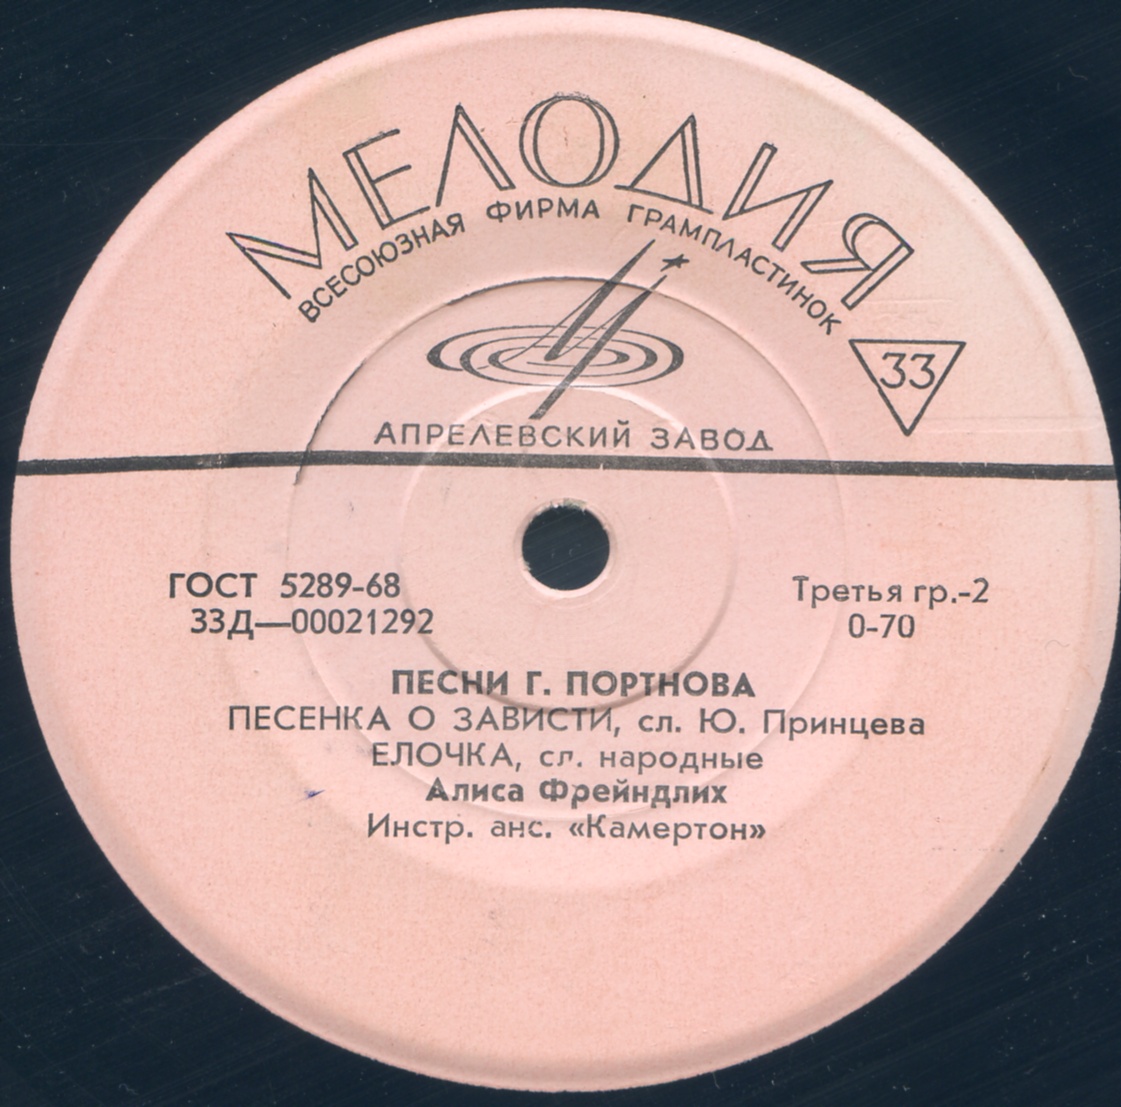 МЕЛОДИЯ
ВСЕСОЮЗНАЯ ФИРМА ГРАМПЛАСТИНОК
33
АПРЕЛЕВСКИЙ ЗАВОД
ГОСТ 5289-68
33Д—00021292
Третья гр.-2
0-70
ПЕСНИ Г. ПОРТНОВА
ПЕСЕНКА О ЗАВИСТИ, сл. Ю. Принцева
ЕЛОЧКА, сл. народные
Алиса Фрейндлих
Инстр. анс. «Камертон»